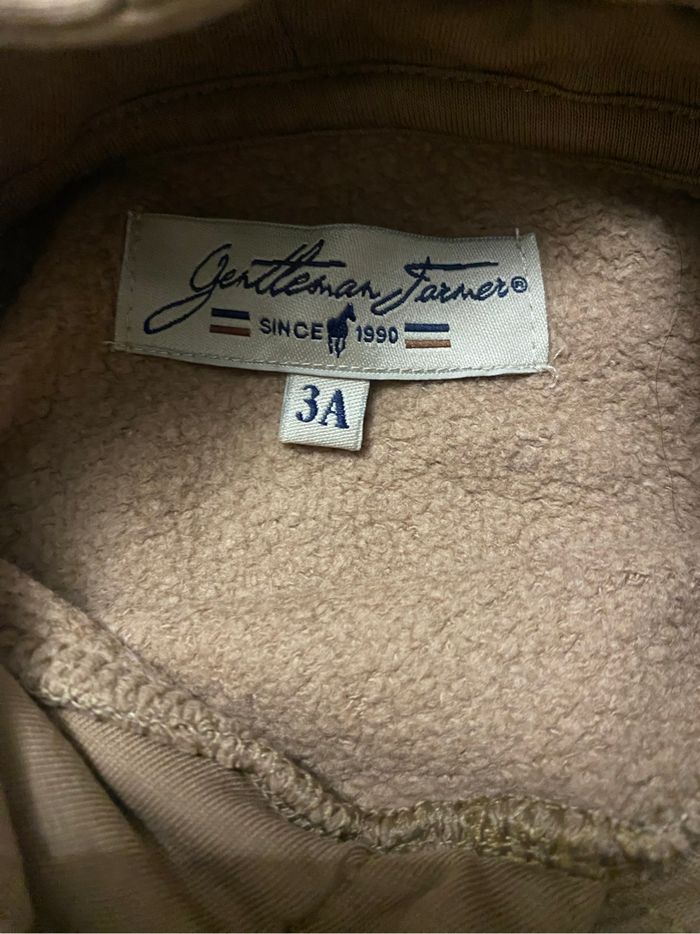 Gentleman Farmer®
SINCE 1990
3A